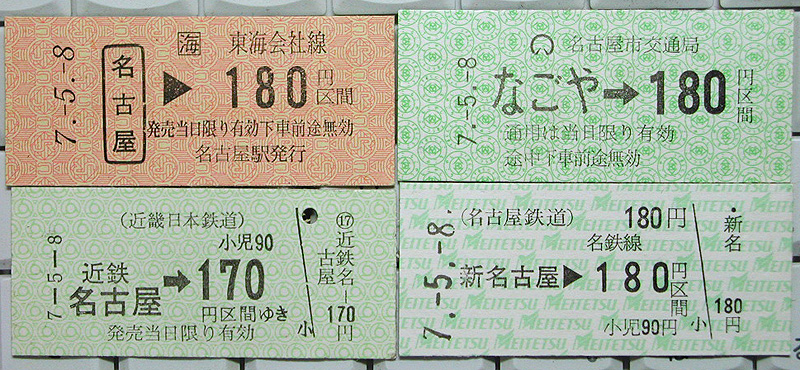 7.-5.-8
海 東海会社線
名古屋 ▶ 180円区間
発売当日限り有効下車前途無効
名古屋駅発行
7.-5.-8
名古屋市交通局
なごや➡180円区間
通用は当日限り有効
途中下車前途無効
7-5-8
(近畿日本鉄道)
小児90
近鉄名古屋➡170
円区間ゆき
発売当日限り有効
小
⑰近鉄名古屋
170円
7.-5.-8.
(名古屋鉄道) 180円
名鉄線
新名古屋▶180円区間
小児90円
小
・新名
180円
MEITETSU